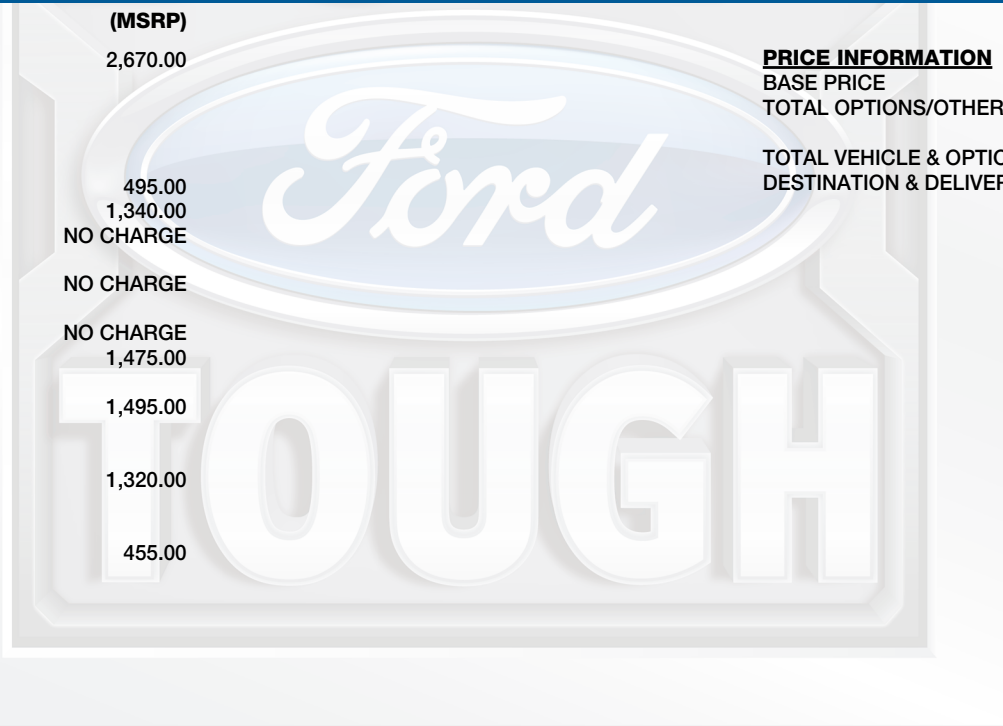 (MSRP)
2,670.00
495.00
1,340.00
NO CHARGE
NO CHARGE
NO CHARGE
1,475.00
1,495.00
1,320.00
455.00
PRICE INFORMATION
BASE PRICE
TOTAL OPTIONS/OTHER
TOTAL VEHICLE & OPTIO
DESTINATION & DELIVER
Ford
TOUGH